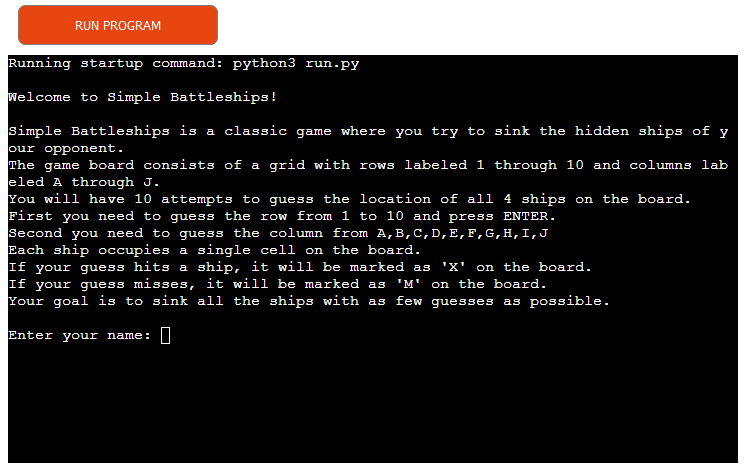 RUN PROGRAM
Running startup command: python3 run.py
Welcome to Simple Battleships!
Simple Battleships is a classic game where you try to sink the hidden ships of y
our opponent.
The game board consists of a grid with rows labeled 1 through 10 and columns lab
eled A through J.
You will have 10 attempts to guess the location of all 4 ships on the board.
First you need to guess the row from 1 to 10 and press ENTER.
Second you need to guess the column from A,B,C,D,E,F,G,H,I,J
Each ship occupies a single cell on the board.
If your guess hits a ship, it will be marked as 'X' on the board.
If your guess misses, it will be marked as 'M' on the board.
Your goal is to sink all the ships with as few guesses as possible.
Enter your name: